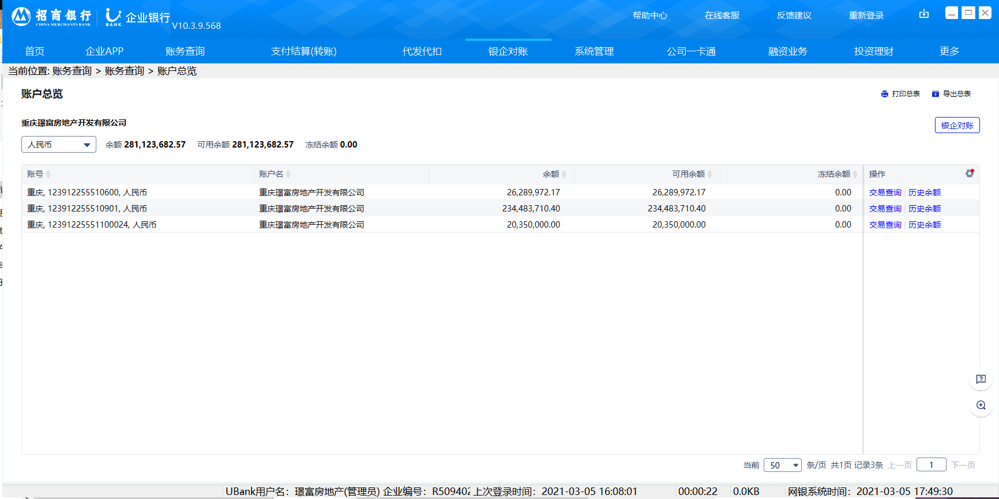 招商银行 CHINA MERCHANTS BANK U BANK 企业银行 V10.3.9.568 帮助中心 在线客服 反馈建议 重新登录
首页 企业APP 账务查询 支付结算(转账) 代发代扣 银企对账 系统管理 公司一卡通 融资业务 投资理财 更多
当前位置: 账务查询 > 账务查询 > 账户总览
账户总览 打印总表 导出总表
重庆璟富房地产开发有限公司 银企对账
人民币 余额 281,123,682.57 可用余额 281,123,682.57 冻结余额 0.00
账号 账户名 余额 可用余额 冻结余额 操作
重庆, 123912255510600, 人民币 重庆璟富房地产开发有限公司 26,289,972.17 26,289,972.17 0.00 交易查询 历史余额
重庆, 123912255510901, 人民币 重庆璟富房地产开发有限公司 234,483,710.40 234,483,710.40 0.00 交易查询 历史余额
重庆, 12391225551100024, 人民币 重庆璟富房地产开发有限公司 20,350,000.00 20,350,000.00 0.00 交易查询 历史余额
当前 50 条/页 共1页 记录3条 上一页 1 下一页
UBank用户名：璟富房地产(管理员) 企业编号：R509402 上次登录时间：2021-03-05 16:08:01 00:00:22 0.0KB 网银系统时间：2021-03-05 17:49:30